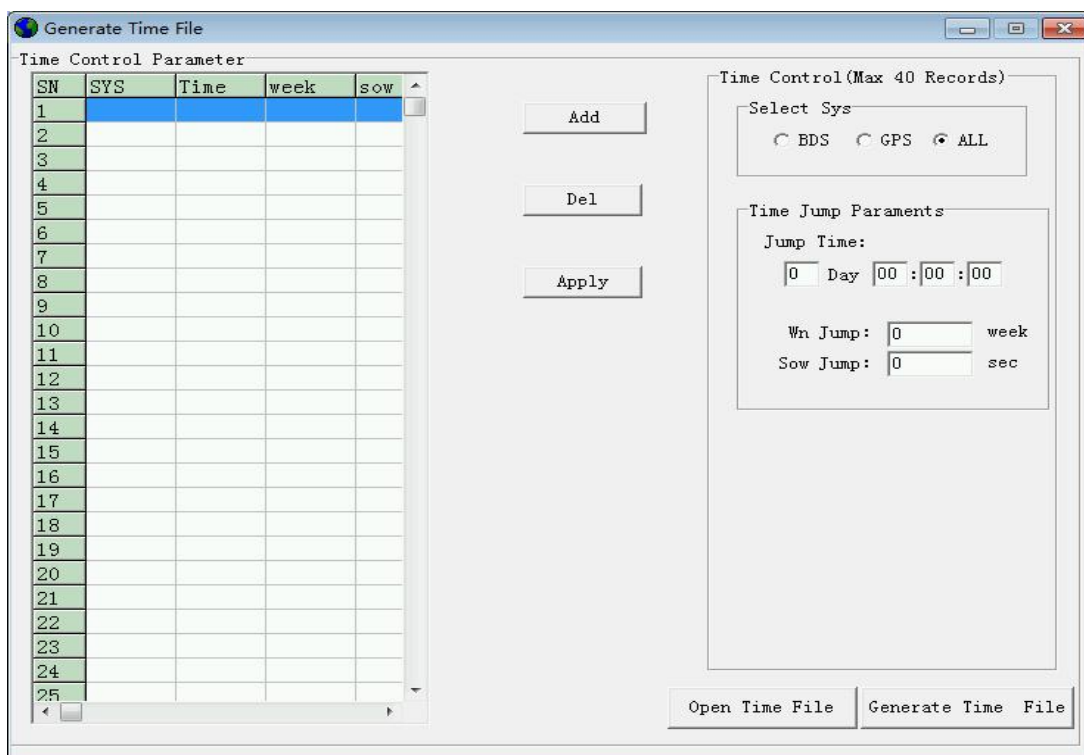 Generate Time File
Time Control Parameter
SN SYS Time week sow
1
2
3
4
5
6
7
8
9
10
11
12
13
14
15
16
17
18
19
20
21
22
23
24
25
Add
Del
Apply
Time Control(Max 40 Records)
Select Sys
BDS GPS ALL
Time Jump Paraments
Jump Time:
0 Day 00 :00 :00
Wn Jump: 0 week
Sow Jump: 0 sec
Open Time File
Generate Time File